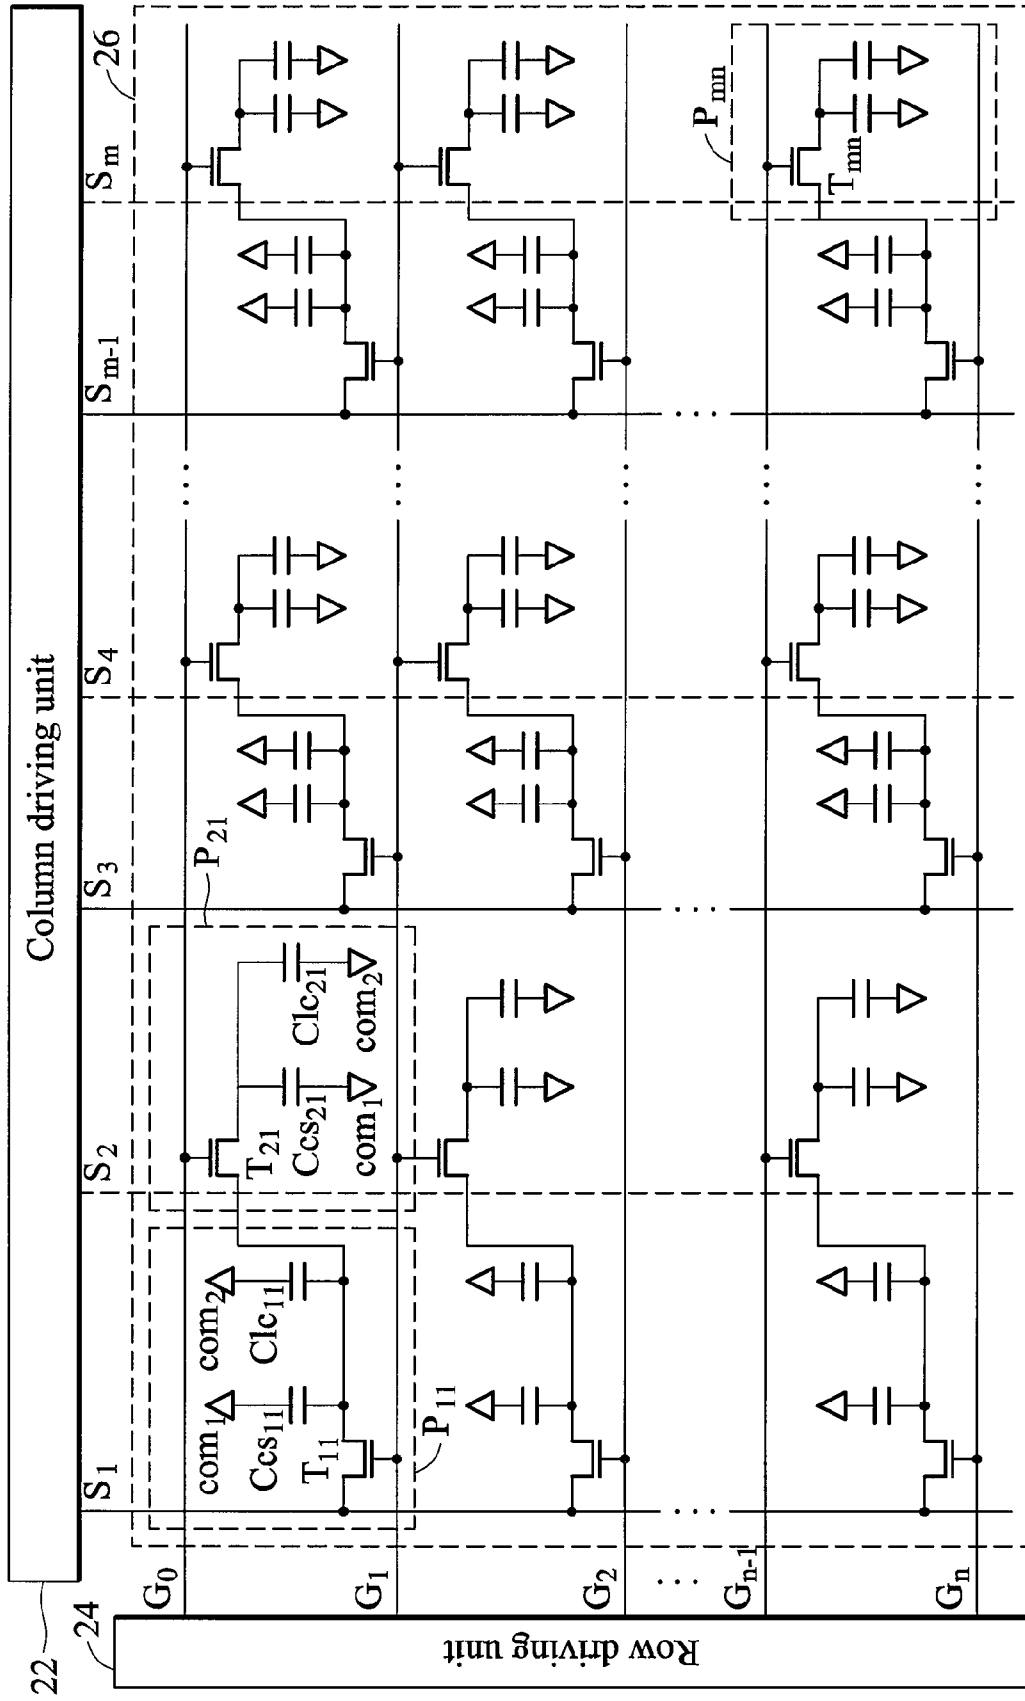 Column driving unit
22
24
Row driving unit
26
S1
S2
S3
S4
Sm-1
Sm
G0
G1
G2
Gn-1
Gn
com1
com2
Ccs11
Clc11
T11
P11
T21
Ccs21
Clc21
com1
com2
P21
Pmn
Tmn
...
...
...
...
...
...
...
...
...